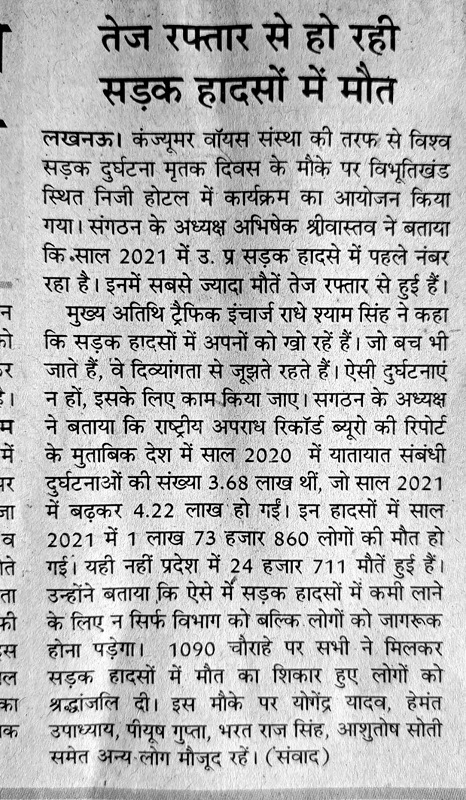 तेज रफ्तार से हो रही
सड़क हादसों में मौत
लखनऊ। कंज्यूमर वॉयस संस्था की तरफ से विश्व
सड़क दुर्घटना मृतक दिवस के मौके पर विभूतिखंड
स्थित निजी होटल में कार्यक्रम का आयोजन किया
गया। संगठन के अध्यक्ष अभिषेक श्रीवास्तव ने बताया
कि साल 2021 में उ. प्र सड़क हादसे में पहले नंबर
रहा है। इनमें सबसे ज्यादा मौतें तेज रफ्तार से हुई हैं।
मुख्य अतिथि ट्रैफिक इंचार्ज राधे श्याम सिंह ने कहा
कि सड़क हादसों में अपनों को खो रहें हैं। जो बच भी
जाते हैं, वे दिव्यांगता से जूझते रहते हैं। ऐसी दुर्घटनाएं
न हों, इसके लिए काम किया जाए। सगठन के अध्यक्ष
ने बताया कि राष्ट्रीय अपराध रिकॉर्ड ब्यूरो की रिपोर्ट
के मुताबिक देश में साल 2020 में यातायात संबंधी
दुर्घटनाओं की संख्या 3.68 लाख थीं, जो साल 2021
में बढ़कर 4.22 लाख हो गईं। इन हादसों में साल
2021 में 1 लाख 73 हजार 860 लोगों की मौत हो
गई। यही नहीं प्रदेश में 24 हजार 711 मौतें हुई हैं।
उन्होंने बताया कि ऐसे में सड़क हादसों में कमी लाने
के लिए न सिर्फ विभाग को बल्कि लोगों को जागरूक
होना पड़ेगा। 1090 चौराहे पर सभी ने मिलकर
सड़क हादसों में मौत का शिकार हुए लोगों को
श्रद्धांजलि दी। इस मौके पर योगेंद्र यादव, हेमंत
उपाध्याय, पीयूष गुप्ता, भरत राज सिंह, आशुतोष सोती
समेत अन्य लोग मौजूद रहें। (संवाद)